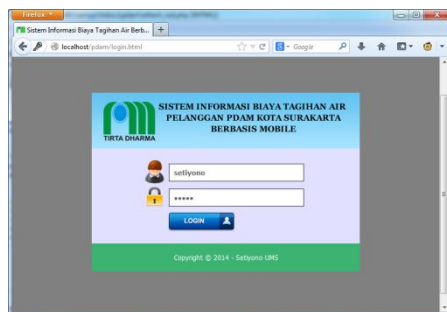 Firefox
Sistem Informasi Biaya Tagihan Air Berb...
localhost/pdam/login.html
Google
SISTEM INFORMASI BIAYA TAGIHAN AIR
PELANGGAN PDAM KOTA SURAKARTA
BERBASIS MOBILE
TIRTA DHARMA
setiyono
•••••
LOGIN
Copyright © 2014 - Setiyono UMS